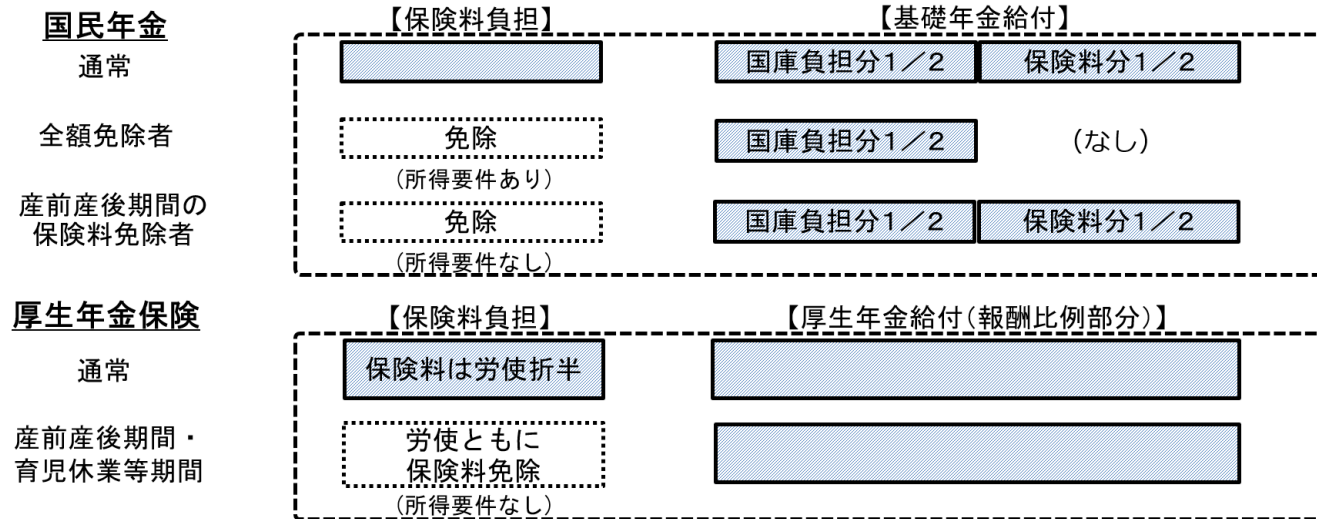 国民年金
【保険料負担】
【基礎年金給付】
通常
国庫負担分1／2
保険料分1／2
全額免除者
免除
国庫負担分1／2
(なし)
(所得要件あり)
産前産後期間の
保険料免除者
免除
国庫負担分1／2
保険料分1／2
(所得要件なし)
厚生年金保険
【保険料負担】
【厚生年金給付(報酬比例部分)】
通常
保険料は労使折半
産前産後期間・
育児休業等期間
労使ともに
保険料免除
(所得要件なし)